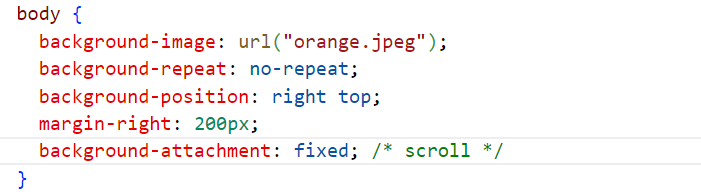 body {
  background-image: url("orange.jpeg");
  background-repeat: no-repeat;
  background-position: right top;
  margin-right: 200px;
  background-attachment: fixed; /* scroll */
}